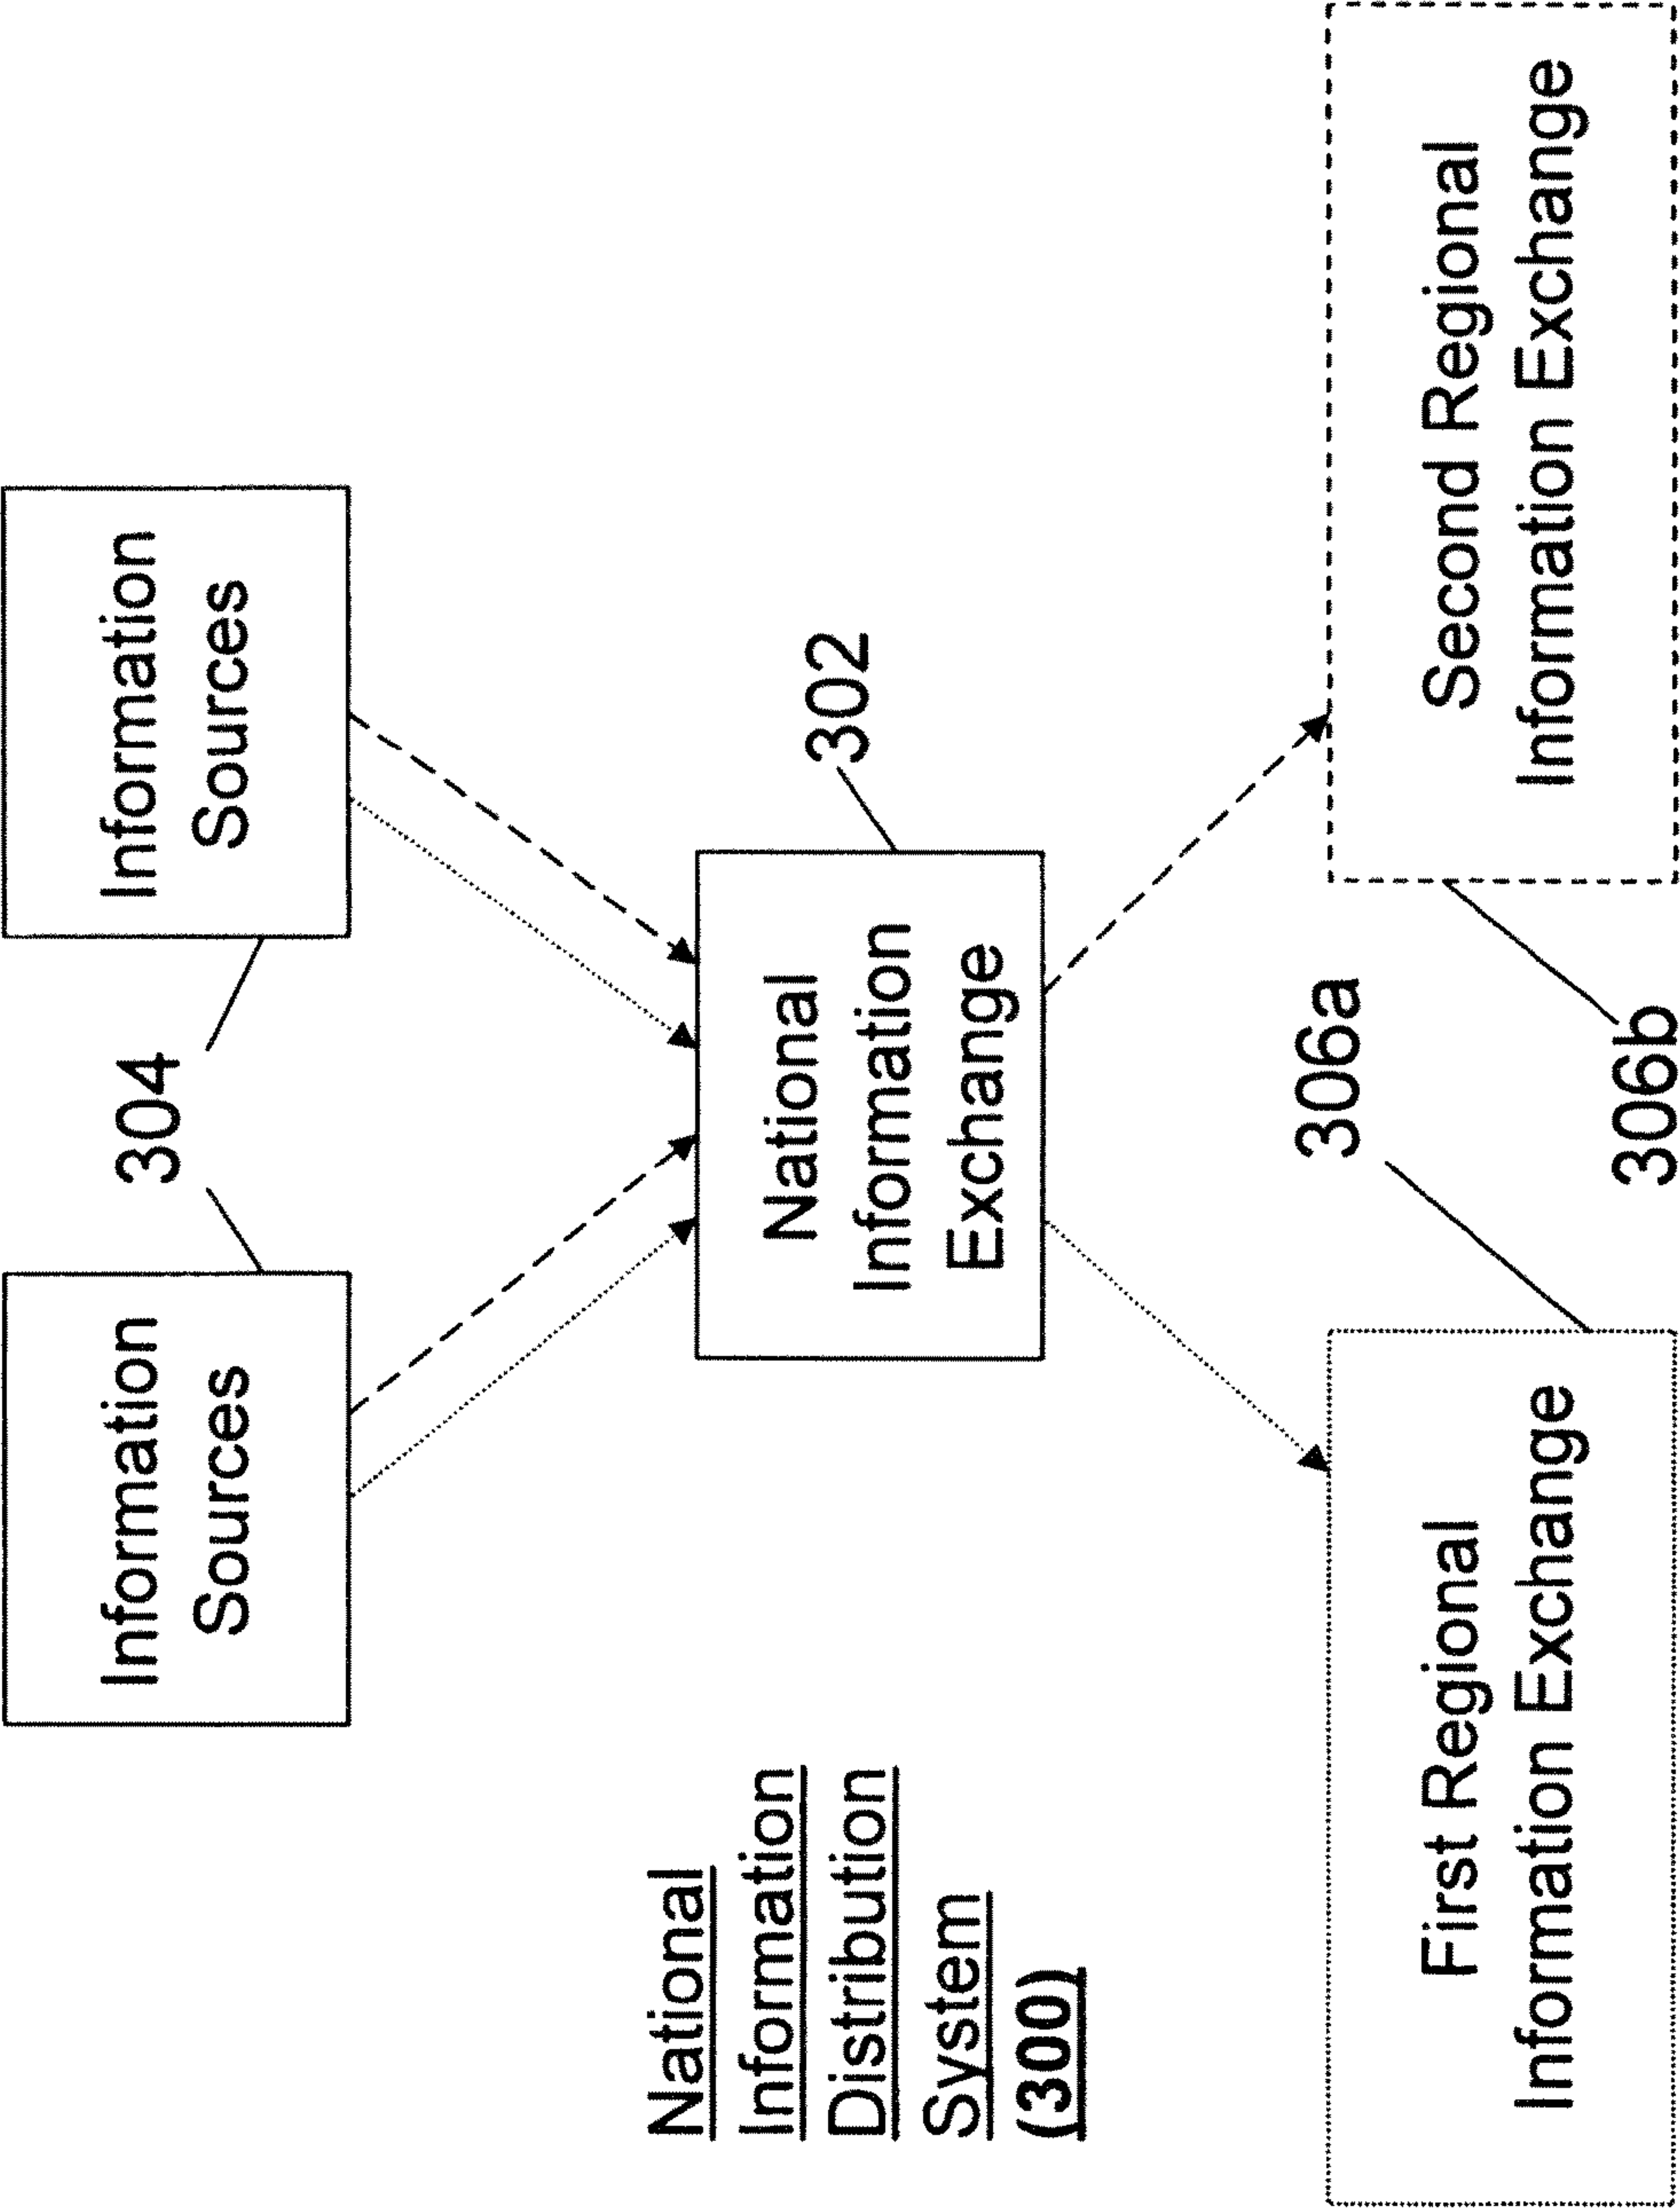 Information
Sources
304
Information
Sources
National
Information
Distribution
System
(300)
National
Information
Exchange
302
First Regional
Information Exchange
306a
306b
Second Regional
Information Exchange